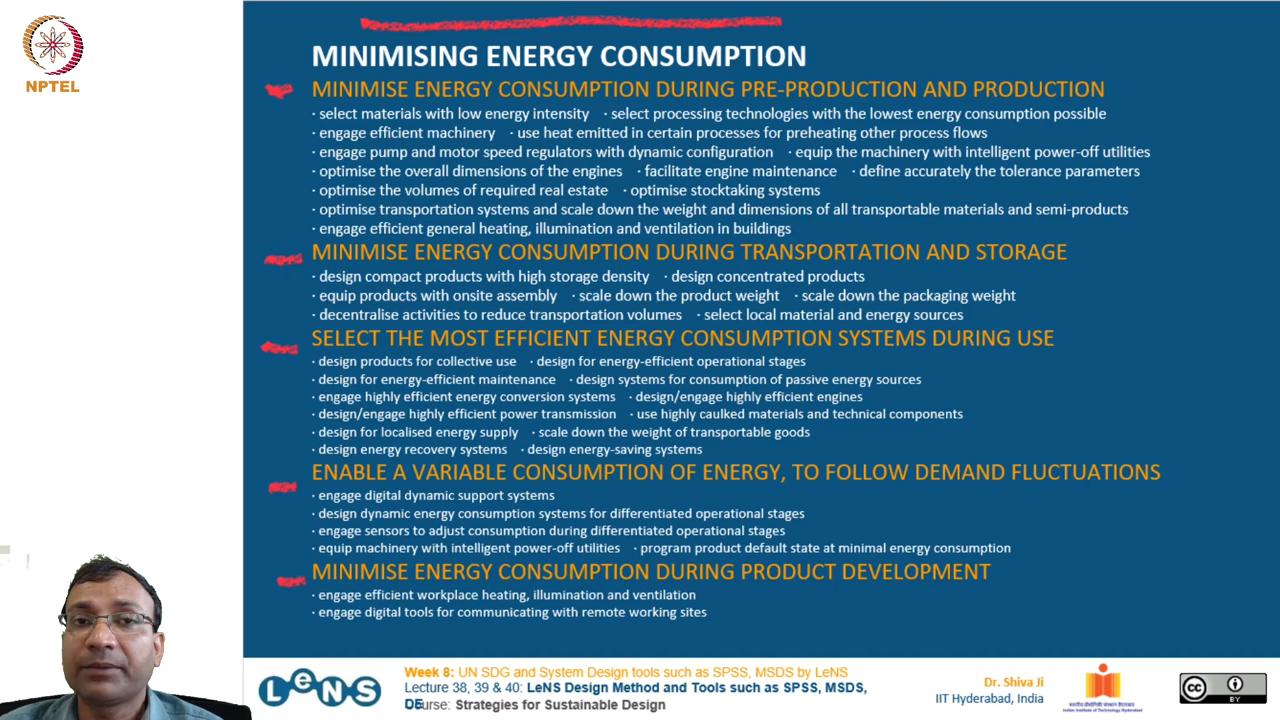 NPTEL
MINIMISING ENERGY CONSUMPTION
MINIMISE ENERGY CONSUMPTION DURING PRE-PRODUCTION AND PRODUCTION
· select materials with low energy intensity · select processing technologies with the lowest energy consumption possible
· engage efficient machinery · use heat emitted in certain processes for preheating other process flows
· engage pump and motor speed regulators with dynamic configuration · equip the machinery with intelligent power-off utilities
· optimise the overall dimensions of the engines · facilitate engine maintenance · define accurately the tolerance parameters
· optimise the volumes of required real estate · optimise stocktaking systems
· optimise transportation systems and scale down the weight and dimensions of all transportable materials and semi-products
· engage efficient general heating, illumination and ventilation in buildings
MINIMISE ENERGY CONSUMPTION DURING TRANSPORTATION AND STORAGE
· design compact products with high storage density · design concentrated products
· equip products with onsite assembly · scale down the product weight · scale down the packaging weight
· decentralise activities to reduce transportation volumes · select local material and energy sources
SELECT THE MOST EFFICIENT ENERGY CONSUMPTION SYSTEMS DURING USE
· design products for collective use · design for energy-efficient operational stages
· design for energy-efficient maintenance · design systems for consumption of passive energy sources
· engage highly efficient energy conversion systems · design/engage highly efficient engines
· design/engage highly efficient power transmission · use highly caulked materials and technical components
· design for localised energy supply · scale down the weight of transportable goods
· design energy recovery systems · design energy-saving systems
ENABLE A VARIABLE CONSUMPTION OF ENERGY, TO FOLLOW DEMAND FLUCTUATIONS
· engage digital dynamic support systems
· design dynamic energy consumption systems for differentiated operational stages
· engage sensors to adjust consumption during differentiated operational stages
· equip machinery with intelligent power-off utilities · program product default state at minimal energy consumption
MINIMISE ENERGY CONSUMPTION DURING PRODUCT DEVELOPMENT
· engage efficient workplace heating, illumination and ventilation
· engage digital tools for communicating with remote working sites
LeNS
Week 8: UN SDG and System Design tools such as SPSS, MSDS by LeNS
Lecture 38, 39 & 40: LeNS Design Method and Tools such as SPSS, MSDS,
Course: Strategies for Sustainable Design
Dr. Shiva Ji
IIT Hyderabad, India
cc
BY